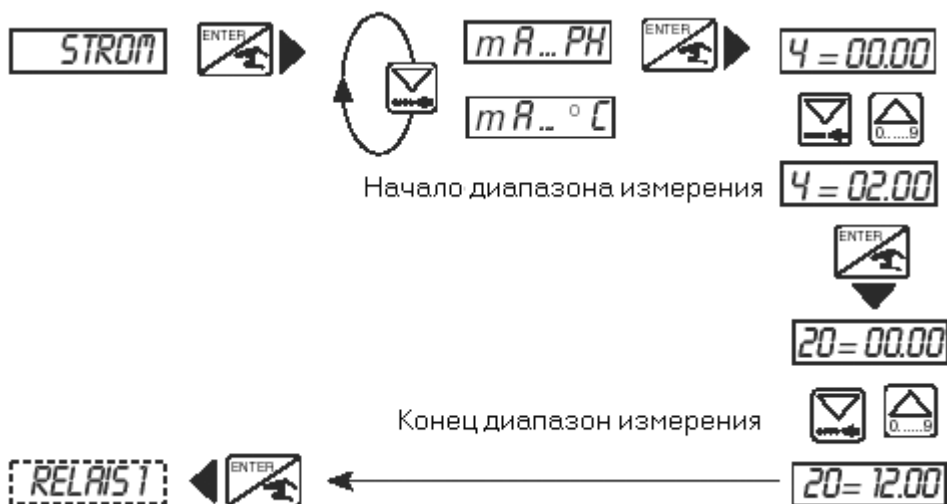 STROM
ENTER
mA...PH
ENTER
4 = 00.00
mA...°C
0.....9
Начало диапазона измерения
4 = 02.00
ENTER
20= 00.00
Конец диапазон измерения
0.....9
RELAIS 1
ENTER
20= 12.00